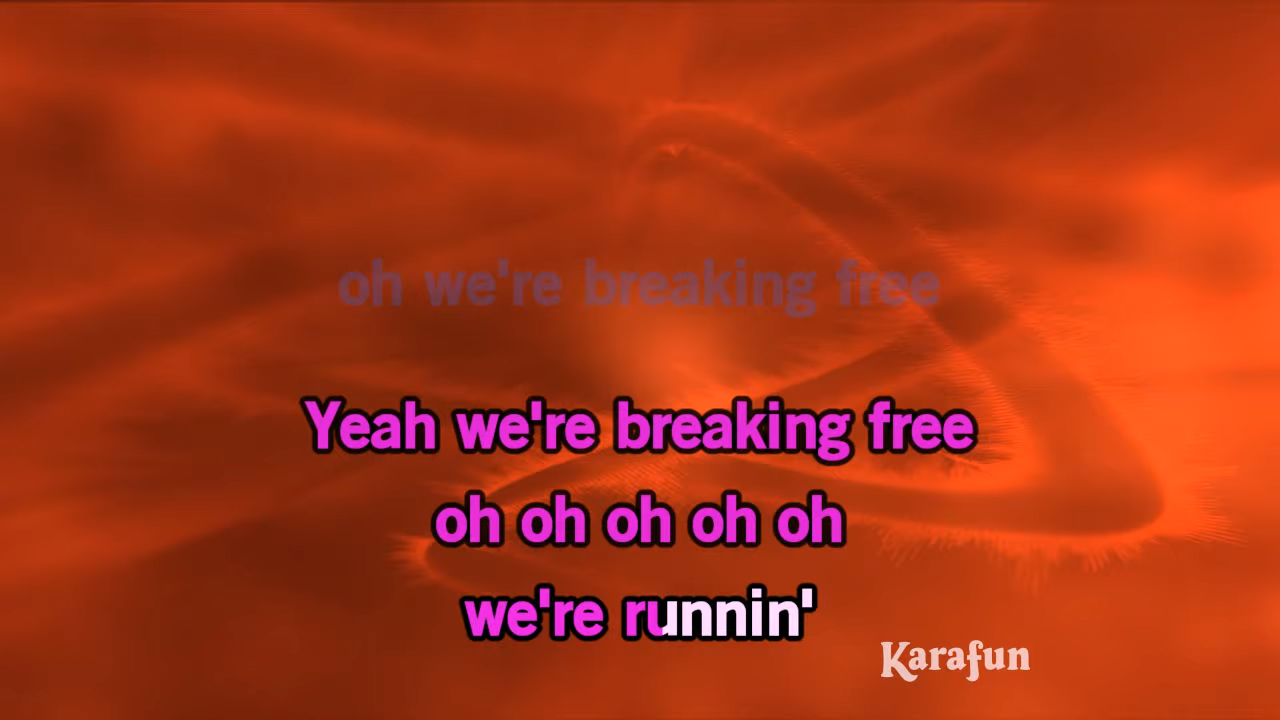 oh we're breaking free
Yeah we're breaking free
oh oh oh oh oh
we're runnin'
Karafun